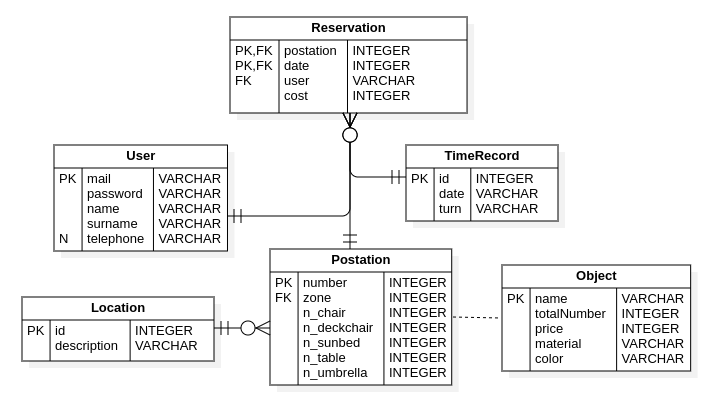 Reservation
PK,FK postation INTEGER
PK,FK date INTEGER
FK user VARCHAR
cost INTEGER
User
PK mail VARCHAR
password VARCHAR
name VARCHAR
surname VARCHAR
N telephone VARCHAR
TimeRecord
PK id INTEGER
date VARCHAR
turn VARCHAR
Postation
PK number INTEGER
FK zone INTEGER
n_chair INTEGER
n_deckchair INTEGER
n_sunbed INTEGER
n_table INTEGER
n_umbrella INTEGER
Location
PK id INTEGER
description VARCHAR
Object
PK name VARCHAR
totalNumber INTEGER
price INTEGER
material VARCHAR
color VARCHAR